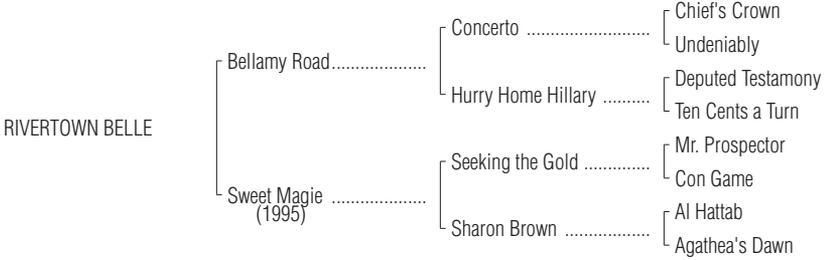 Chief's Crown
Concerto ..........................
Undeniably
Bellamy Road....................
Deputed Testamony
Hurry Home Hillary ..........
Ten Cents a Turn
RIVERTOWN BELLE
Mr. Prospector
Seeking the Gold ..............
Con Game
Sweet Magie ....................
(1995)
Al Hattab
Sharon Brown ..................
Agathea's Dawn